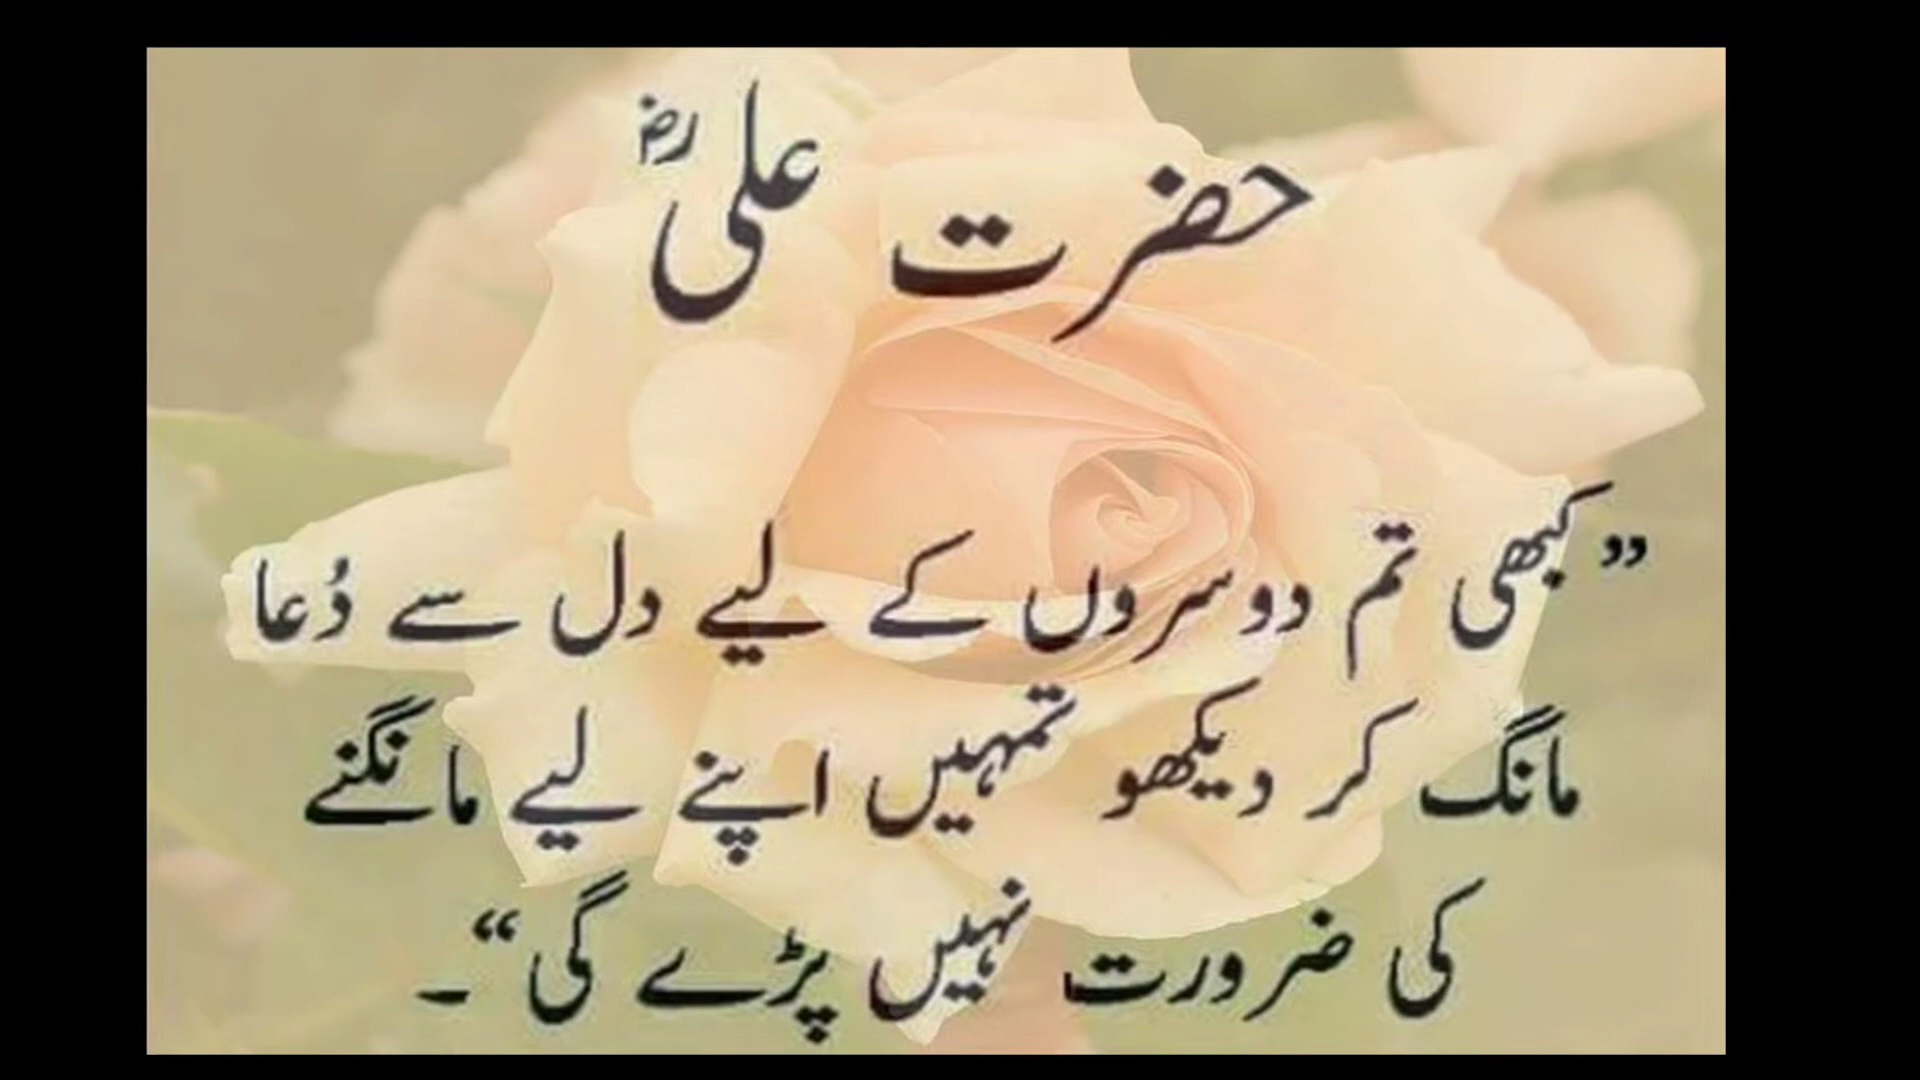 حضرت علیؓ
”کبھی تم دوسروں کے لیے دل سے دُعا
مانگ کر دیکھو تمہیں اپنے لیے مانگنے
کی ضرورت نہیں پڑے گی“۔